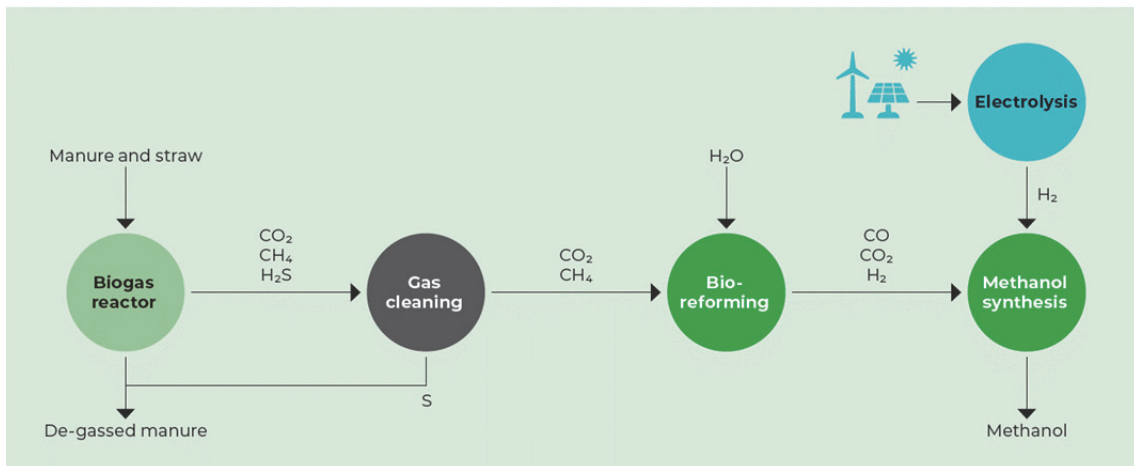 Electrolysis
Manure and straw
H₂O
H₂
CO₂
CH₄
H₂S
CO₂
CH₄
CO
CO₂
H₂
Biogas
reactor
Gas
cleaning
Bio-
reforming
Methanol
synthesis
S
De-gassed manure
Methanol